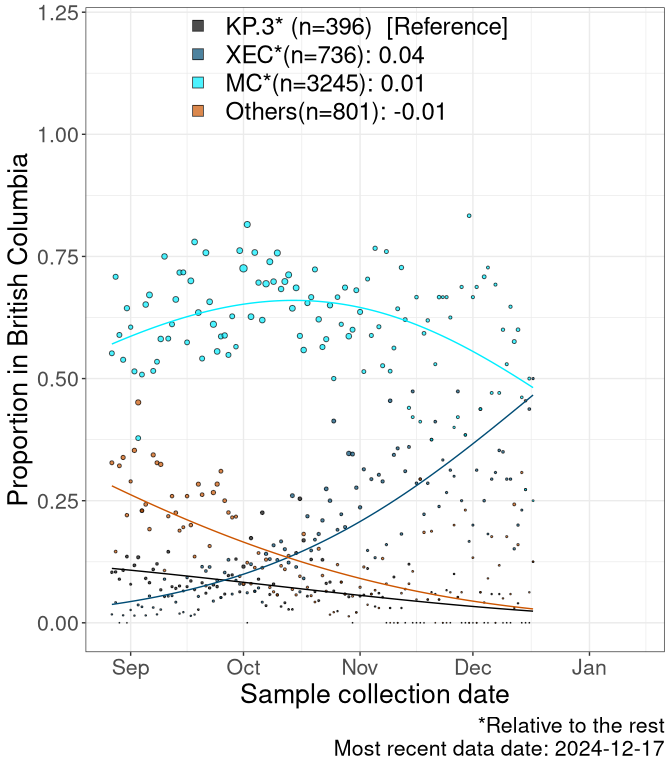 1.25
1.00
0.75
0.50
0.25
0.00
Proportion in British Columbia
KP.3* (n=396)  [Reference]
XEC*(n=736): 0.04
MC*(n=3245): 0.01
Others(n=801): -0.01
Sep Oct Nov Dec Jan
Sample collection date
*Relative to the rest
Most recent data date: 2024-12-17